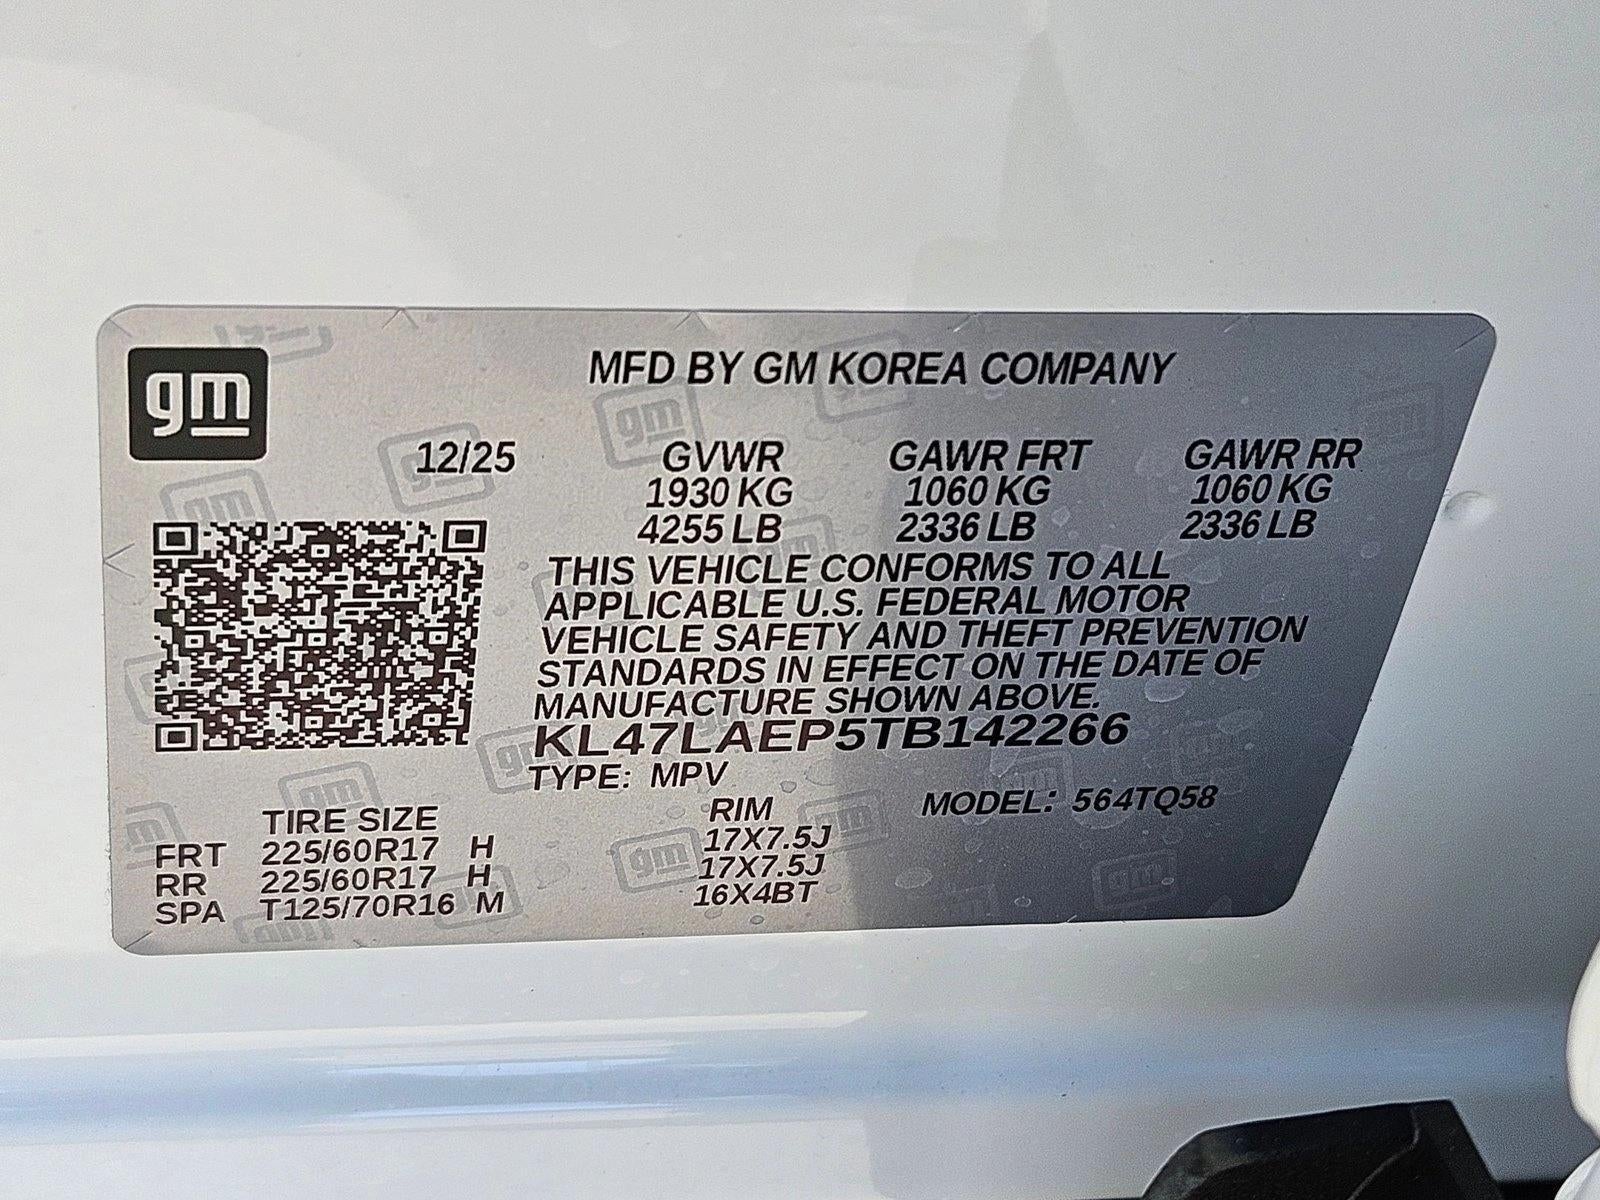 gm
MFD BY GM KOREA COMPANY
12/25 GVWR GAWR FRT GAWR RR
1930 KG 1060 KG 1060 KG
4255 LB 2336 LB 2336 LB
THIS VEHICLE CONFORMS TO ALL
APPLICABLE U.S. FEDERAL MOTOR
VEHICLE SAFETY AND THEFT PREVENTION
STANDARDS IN EFFECT ON THE DATE OF
MANUFACTURE SHOWN ABOVE.
KL47LAEP5TB142266
TYPE: MPV
MODEL: 564TQ58
TIRE SIZE RIM
FRT 225/60R17 H 17X7.5J
RR 225/60R17 H 17X7.5J
SPA T125/70R16 M 16X4BT